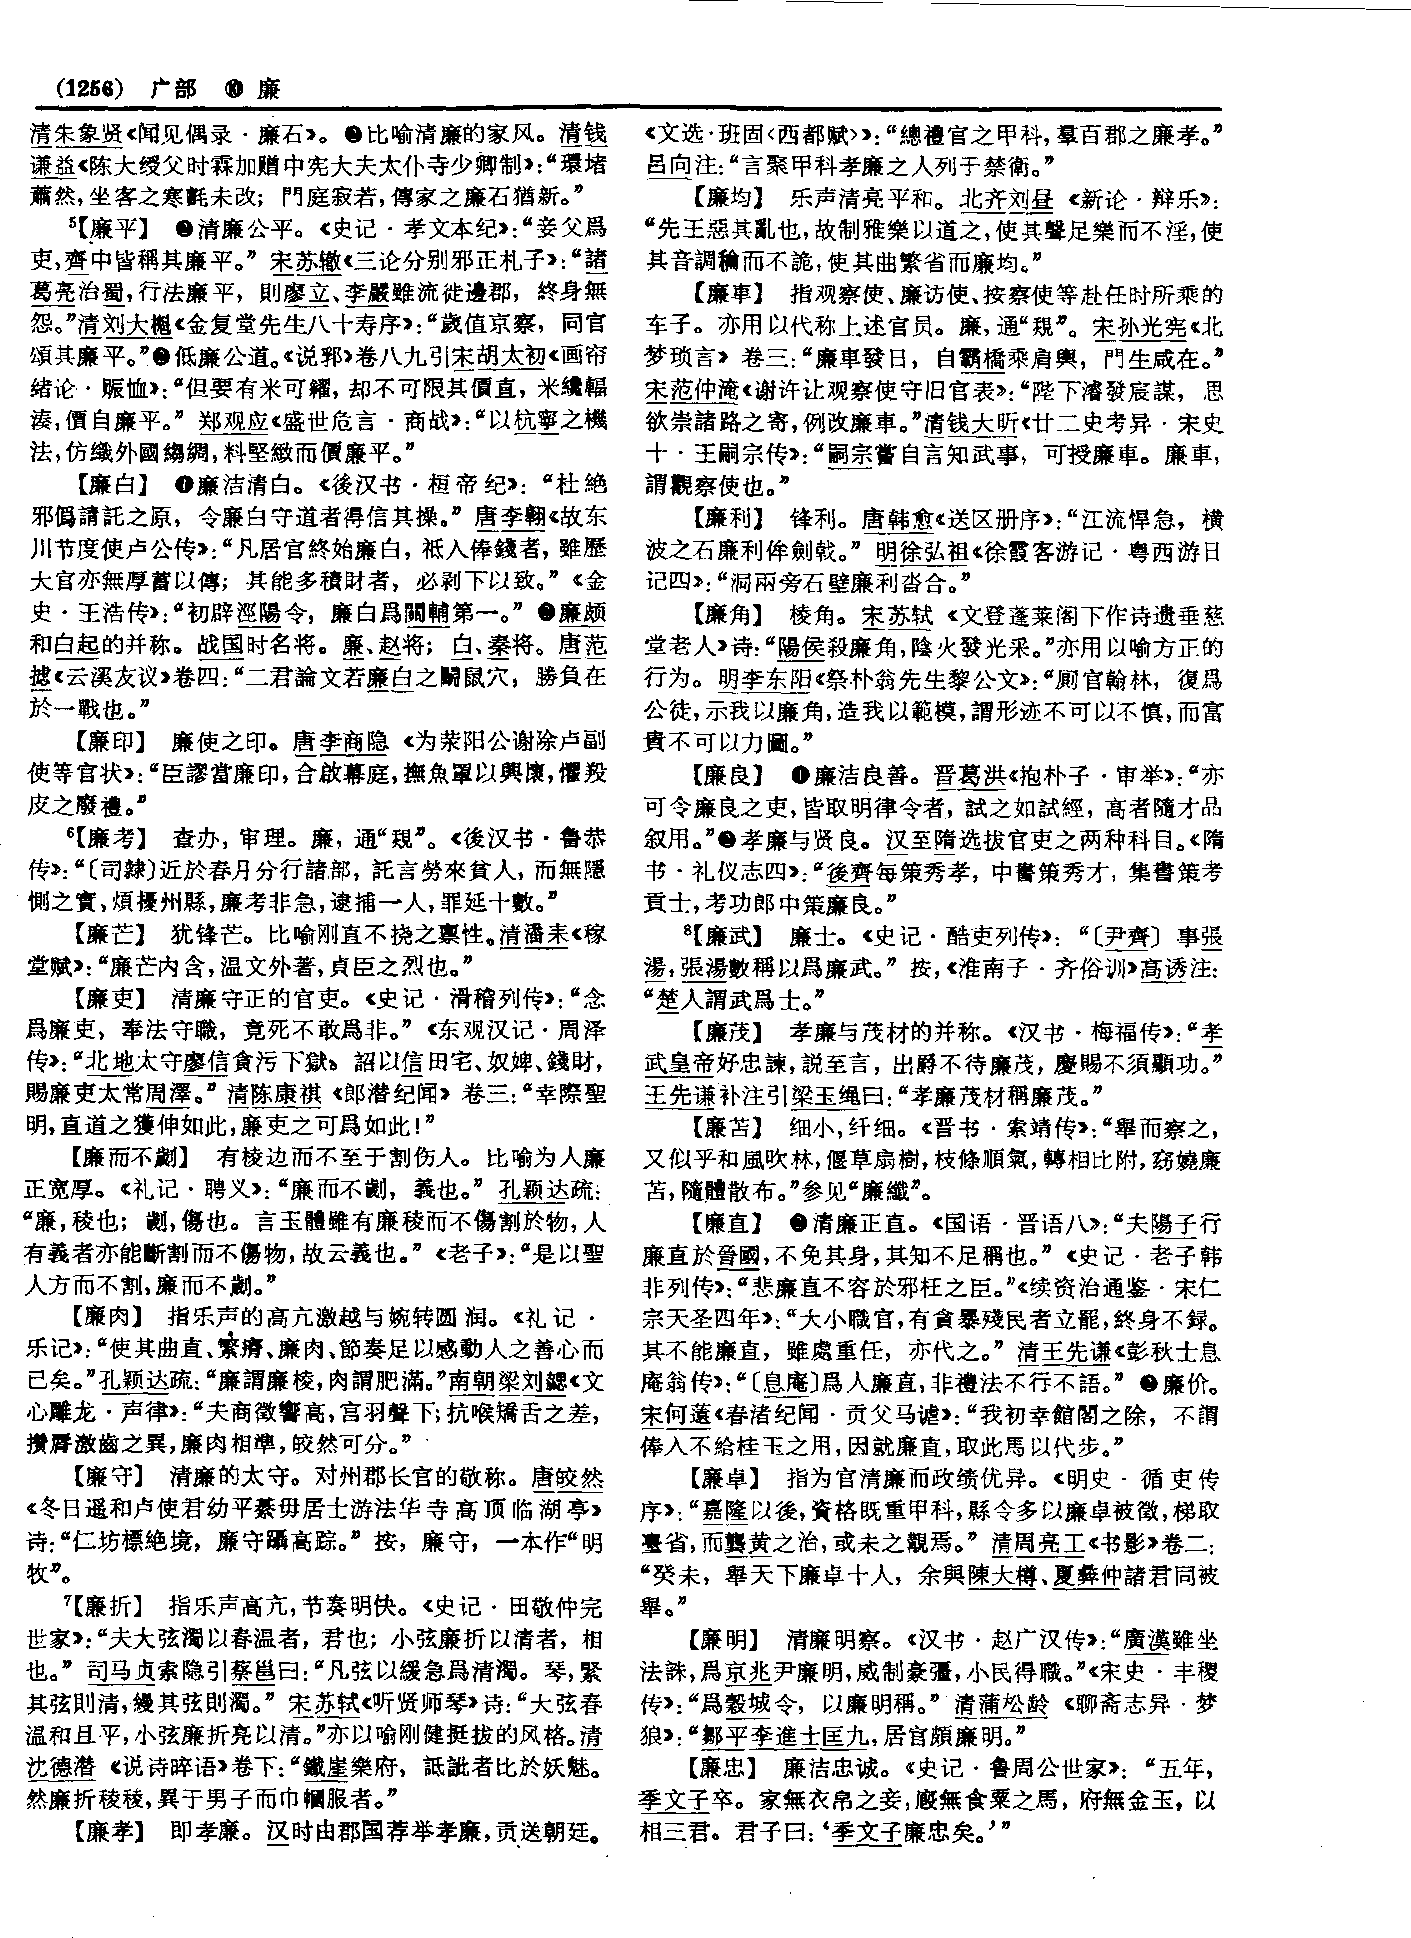 (1256) 广部 ⑩ 廉
清朱象贤《闻见偶录·廉石》。❷比喻清廉的家风。清钱
谦益《陈大绶父时霖加赠中宪大夫太仆寺少卿制》：“環堵
蕭然，坐客之寒氈未改；門庭寂若，傳家之廉石猶新。”
5【廉平】 ❶清廉公平。《史记·孝文本纪》：“妾父爲
吏，齊中皆稱其廉平。”宋苏辙《三论分别邪正札子》：“諸
葛亮治蜀，行法廉平，則廖立、李嚴雖流徙邊郡，終身無
怨。”清刘大櫆《金复堂先生八十寿序》：“歲值京察，同官
頌其廉平。”❷低廉公道。《说郛》卷八九引宋胡太初《画帘
绪论·赈恤》：“但要有米可糴，却不可限其價直，米纔輻
湊，價自廉平。”郑观应《盛世危言·商战》：“以杭寧之機
法，仿織外國縐綢，料堅緻而價廉平。”
【廉白】 ❶廉洁清白。《後汉书·桓帝纪》：“杜絶
邪僞請託之原，令廉白守道者得信其操。”唐李翱《故东
川节度使卢公传》：“凡居官終始廉白，祗入俸錢者，雖歷
大官亦無厚蓄以傳；其能多積財者，必剥下以致。”《金
史·王浩传》：“初辟涇陽令，廉白爲關輔第一。”❷廉颇
和白起的并称。战国时名将。廉、赵将；白、秦将。唐范
摅《云溪友议》卷四：“二君論文若廉白之鬭鼠穴，勝負在
於一戰也。”
【廉印】 廉使之印。唐李商隐《为荥阳公谢除卢副
使等官状》：“臣謬當廉印，合啟幕庭，撫魚罩以興懷，懼羖
皮之廢禮。”
6【廉考】 查办，审理。廉，通“覝”。《後汉书·鲁恭
传》：“〔司隸〕近於春月分行諸部，託言勞來貧人，而無隱
惻之實，煩擾州縣，廉考非急，逮捕一人，罪延十數。”
【廉芒】 犹锋芒。比喻刚直不挠之禀性。清潘耒《稼
堂赋》：“廉芒内含，温文外著，貞臣之烈也。”
【廉吏】 清廉守正的官吏。《史记·滑稽列传》：“念
爲廉吏，奉法守職，竟死不敢爲非。”《东观汉记·周泽
传》：“北地太守廖信貪污下獄，詔以信田宅、奴婢、錢財，
賜廉吏太常周澤。”清陈康祺《郎潜纪闻》卷三：“幸際聖
明，直道之獲伸如此，廉吏之可爲如此！”
【廉而不劌】 有棱边而不至于割伤人。比喻为人廉
正宽厚。《礼记·聘义》：“廉而不劌，義也。”孔颖达疏：
“廉，稜也；劌，傷也。言玉體雖有廉稜而不傷割於物，人
有義者亦能斷割而不傷物，故云義也。”《老子》：“是以聖
人方而不割，廉而不劌。”
【廉肉】 指乐声的高亢激越与婉转圆润。《礼记·
乐记》：“使其曲直、繁瘠、廉肉、節奏足以感動人之善心而
已矣。”孔颖达疏：“廉謂廉棱，肉謂肥滿。”南朝梁刘勰《文
心雕龙·声律》：“夫商徵響高，宫羽聲下；抗喉矯舌之差，
攢脣激齒之異，廉肉相準，皎然可分。”
【廉守】 清廉的太守。对州郡长官的敬称。唐皎然
《冬日遥和卢使君幼平綦毋居士游法华寺高顶临湖亭》
诗：“仁坊標絶境，廉守躡高踪。”按，廉守，一本作“明
牧”。
7【廉折】 指乐声高亢，节奏明快。《史记·田敬仲完
世家》：“夫大弦濁以春温者，君也；小弦廉折以清者，相
也。”司马贞索隐引蔡邕曰：“凡弦以緩急爲清濁。琴，緊
其弦則清，縵其弦則濁。”宋苏轼《听贤师琴》诗：“大弦春
温和且平，小弦廉折亮以清。”亦以喻刚健挺拔的风格。清
沈德潜《说诗晬语》卷下：“鐵崖樂府，詆訿者比於妖魅。
然廉折稜稜，異于男子而巾幗服者。”
【廉孝】 即孝廉。汉时由郡国荐举孝廉，贡送朝廷。
《文选·班固〈西都赋〉》：“總禮官之甲科，羣百郡之廉孝。”
吕向注：“言聚甲科孝廉之人列于禁衛。”
【廉均】 乐声清亮平和。北齐刘昼《新论·辩乐》：
“先王惡其亂也，故制雅樂以道之，使其聲足樂而不淫，使
其音調倫而不詭，使其曲繁省而廉均。”
【廉車】 指观察使、廉访使、按察使等赴任时所乘的
车子。亦用以代称上述官员。廉，通“覝”。宋孙光宪《北
梦琐言》卷三：“廉車發日，自霸橋乘肩輿，門生咸在。”
宋范仲淹《谢许让观察使守旧官表》：“陛下濬發宸謀，思
欲崇諸路之寄，例改廉車。”清钱大昕《廿二史考异·宋史
十·王嗣宗传》：“嗣宗嘗自言知武事，可授廉車。廉車，
謂觀察使也。”
【廉利】 锋利。唐韩愈《送区册序》：“江流悍急，横
波之石廉利侔劍戟。”明徐弘祖《徐霞客游记·粤西游日
记四》：“洞兩旁石壁廉利沓合。”
【廉角】 棱角。宋苏轼《文登蓬莱阁下作诗遗垂慈
堂老人》诗：“陽侯殺廉角，陰火發光采。”亦用以喻方正的
行为。明李东阳《祭朴翁先生黎公文》：“厠官翰林，復爲
公徒，示我以廉角，造我以範模，謂形迹不可以不慎，而富
貴不可以力圖。”
【廉良】 ❶廉洁良善。晋葛洪《抱朴子·审举》：“亦
可令廉良之吏，皆取明律令者，試之如試經，高者隨才品
叙用。”❷孝廉与贤良。汉至隋选拔官吏之两种科目。《隋
书·礼仪志四》：“後齊每策秀孝，中書策秀才，集書策考
貢士，考功郎中策廉良。”
8【廉武】 廉士。《史记·酷吏列传》：“〔尹齊〕事張
湯，張湯數稱以爲廉武。”按，《淮南子·齐俗训》高诱注：
“楚人謂武爲士。”
【廉茂】 孝廉与茂材的并称。《汉书·梅福传》：“孝
武皇帝好忠諫，説至言，出爵不待廉茂，慶賜不須顯功。”
王先谦补注引梁玉绳曰：“孝廉茂材稱廉茂。”
【廉苫】 细小，纤细。《晋书·索靖传》：“舉而察之，
又似乎和風吹林，偃草扇樹，枝條順氣，轉相比附，窈嬈廉
苫，隨體散布。”参见“廉纖”。
【廉直】 ❶清廉正直。《国语·晋语八》：“夫陽子行
廉直於晉國，不免其身，其知不足稱也。”《史记·老子韩
非列传》：“悲廉直不容於邪枉之臣。”《续资治通鉴·宋仁
宗天圣四年》：“大小職官，有貪暴殘民者立罷，終身不録。
其不能廉直，雖處重任，亦代之。”清王先谦《彭秋士息
庵翁传》：“〔息庵〕爲人廉直，非禮法不行不語。”❷廉价。
宋何薳《春渚纪闻·贡父马谑》：“我初幸館閣之除，不謂
俸入不給桂玉之用，因就廉直，取此馬以代步。”
【廉卓】 指为官清廉而政绩优异。《明史·循吏传
序》：“嘉隆以後，資格既重甲科，縣令多以廉卓被徵，梯取
臺省，而龔黄之治，或未之覩焉。”清周亮工《书影》卷二：
“癸未，舉天下廉卓十人，余與陳大樽、夏彝仲諸君同被
舉。”
【廉明】 清廉明察。《汉书·赵广汉传》：“廣漢雖坐
法誅，爲京兆尹廉明，威制豪彊，小民得職。”《宋史·丰稷
传》：“爲穀城令，以廉明稱。”清蒲松龄《聊斋志异·梦
狼》：“鄒平李進士匡九，居官頗廉明。”
【廉忠】 廉洁忠诚。《史记·鲁周公世家》：“五年，
季文子卒。家無衣帛之妾，廄無食粟之馬，府無金玉，以
相三君。君子曰：‘季文子廉忠矣。’”